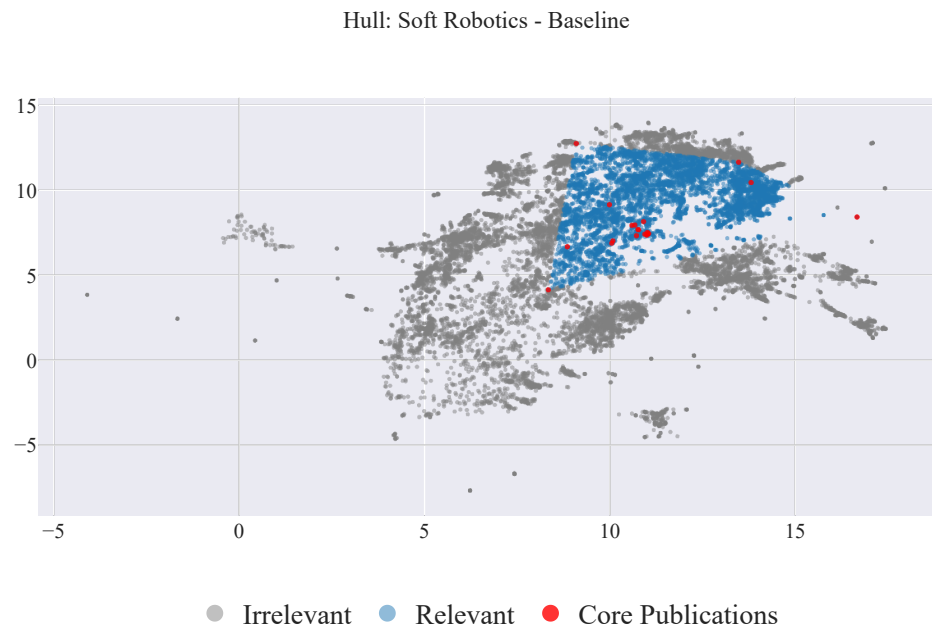 Hull: Soft Robotics - Baseline
15
10
5
0
−5
−5 0 5 10 15
Irrelevant Relevant Core Publications